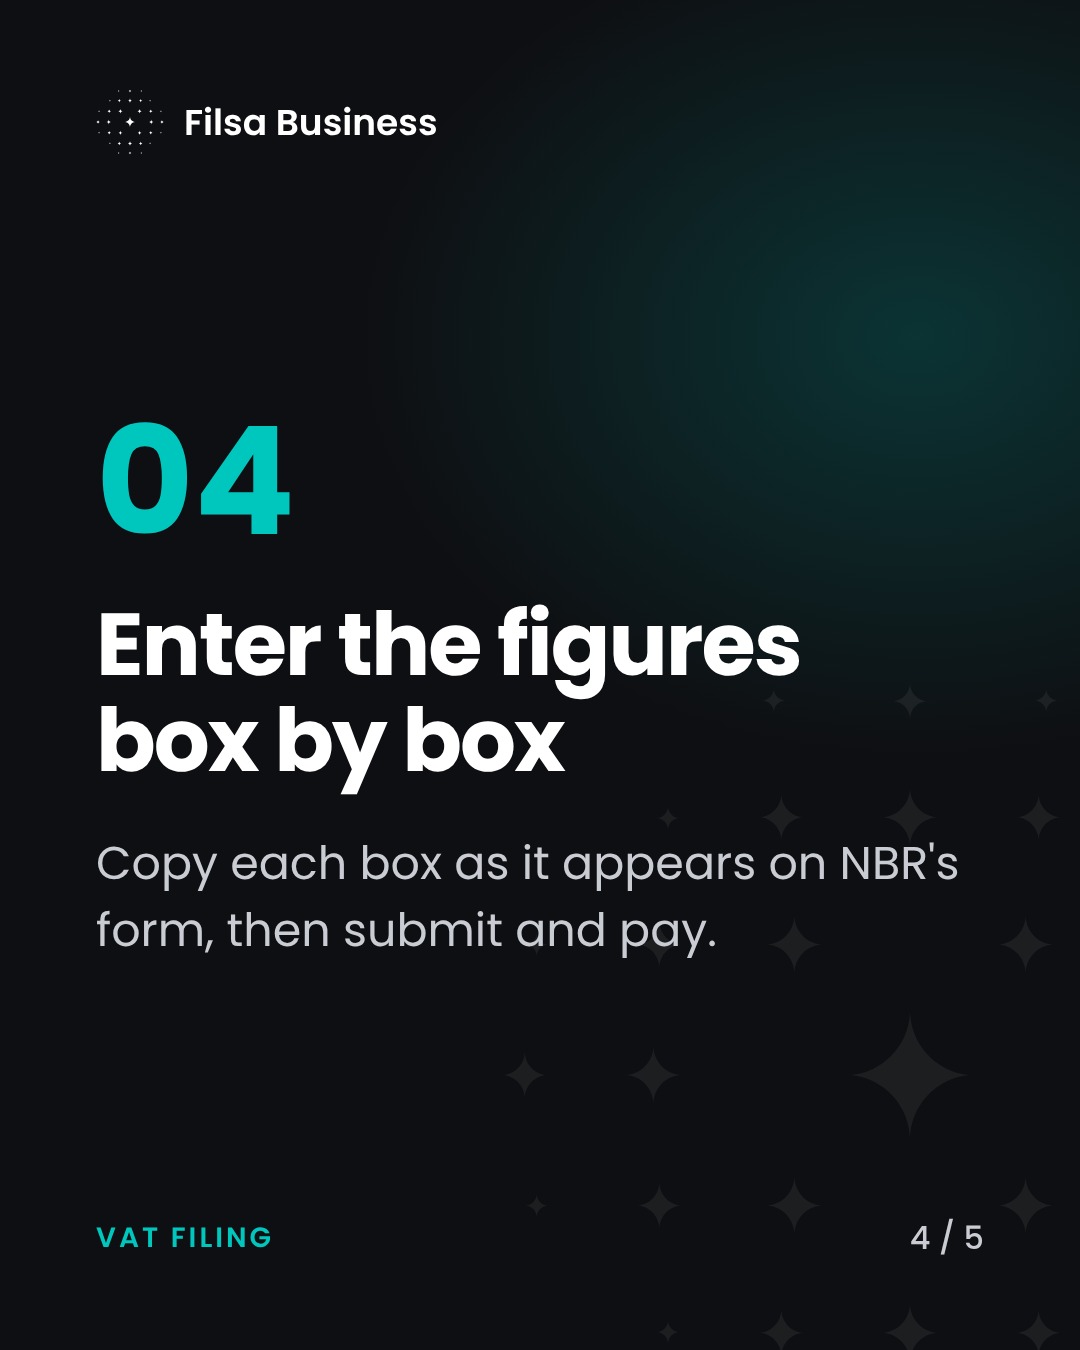 Filsa Business
04
Enter the figures
box by box
Copy each box as it appears on NBR's
form, then submit and pay.
VAT FILING
4 / 5